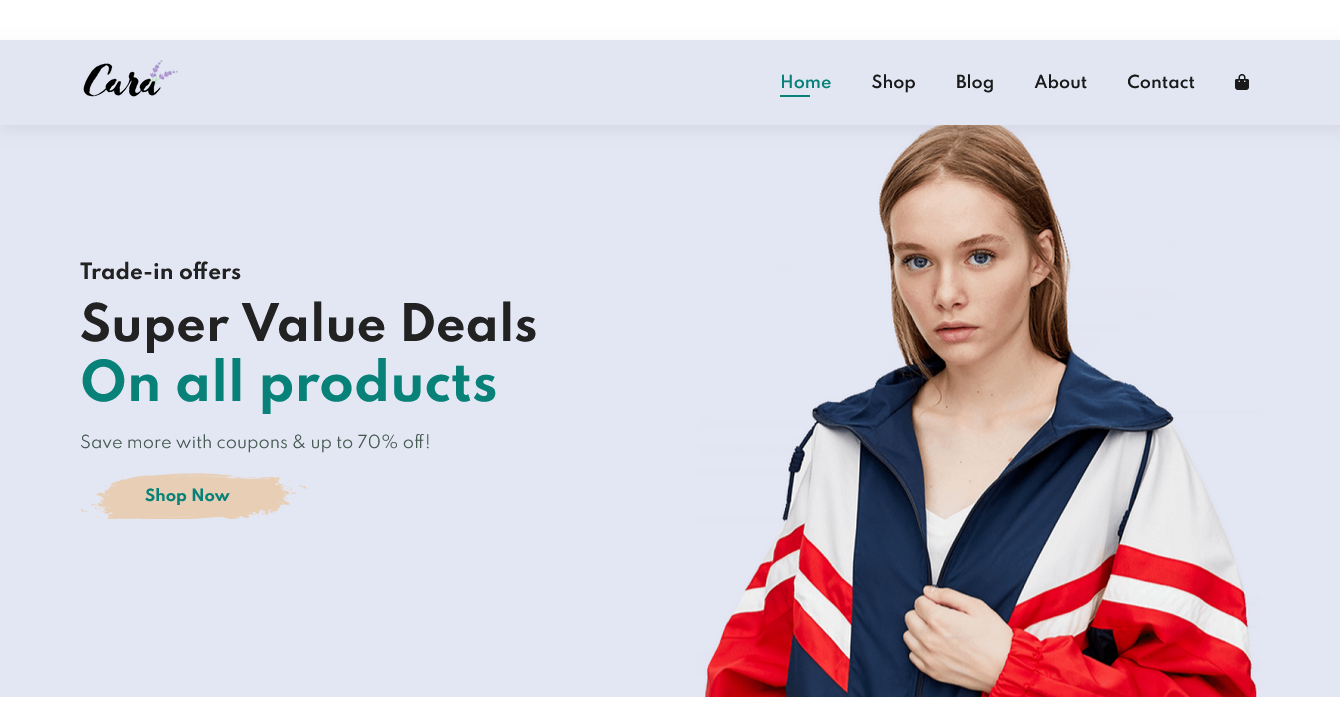 Cara
Home Shop Blog About Contact
Trade-in offers
Super Value Deals
On all products
Save more with coupons & up to 70% off!
Shop Now